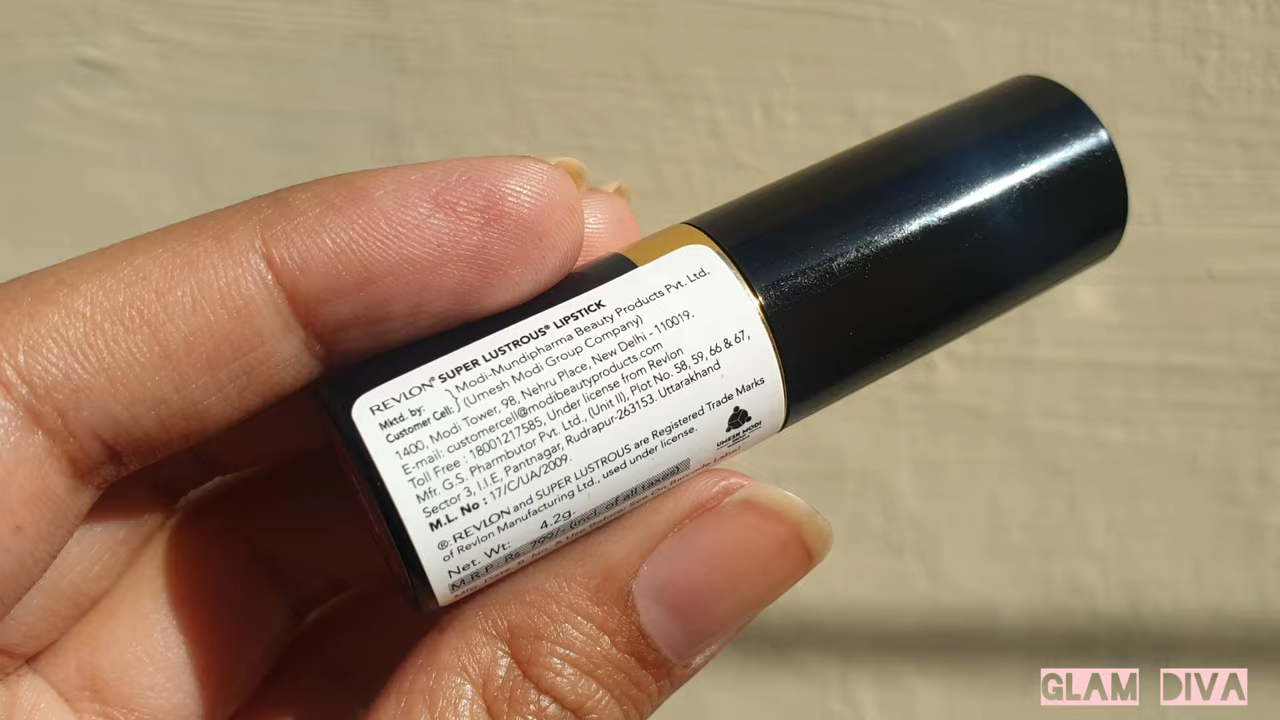 REVLON® SUPER LUSTROUS® LIPSTICK
Mktd. by: } Modi-Mundipharma Beauty Products Pvt. Ltd.
Customer Cell: } (Umesh Modi Group Company)
1400, Modi Tower, 98, Nehru Place, New Delhi - 110019.
E-mail: customercell@modibeautyproducts.com
Toll Free : 18001217585, Under license from Revlon
Mfr. G.S. Pharmbutor Pvt. Ltd., (Unit II), Plot No. 58, 59, 66 & 67,
Sector 3, I.I.E, Pantnagar, Rudrapur-263153. Uttarakhand
M.L. No : 17/C/UA/2009.
®: REVLON and SUPER LUSTROUS are Registered Trade Marks
of Revlon Manufacturing Ltd., used under license.
UMESH MODI
Net. Wt: 4.2g.
M.R.P.: Rs. 799/- (incl. of all taxes)
See On Barcode Label
GLAM DIVA